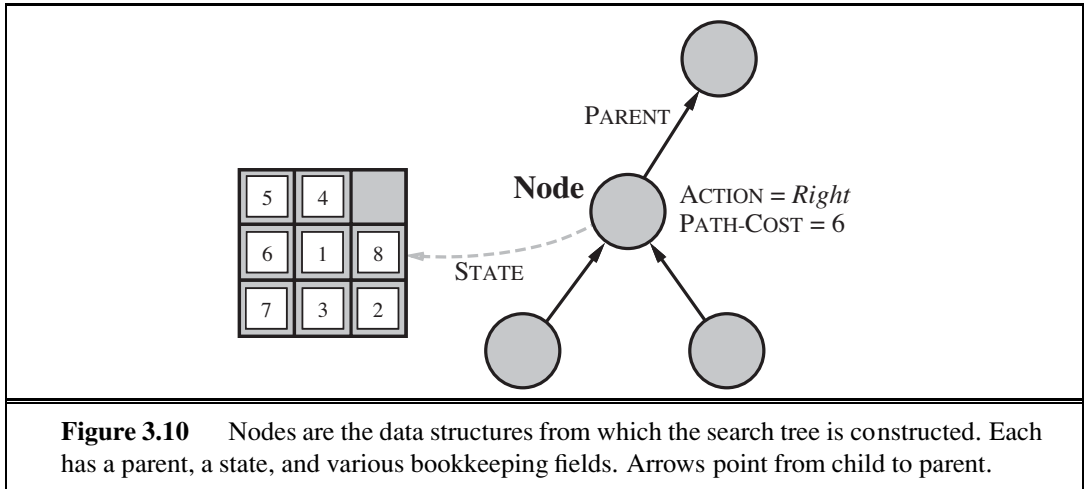 PARENT
Node
ACTION = Right
PATH-COST = 6
5 4
6 1 8
STATE
7 3 2
Figure 3.10 Nodes are the data structures from which the search tree is constructed. Each
has a parent, a state, and various bookkeeping fields. Arrows point from child to parent.